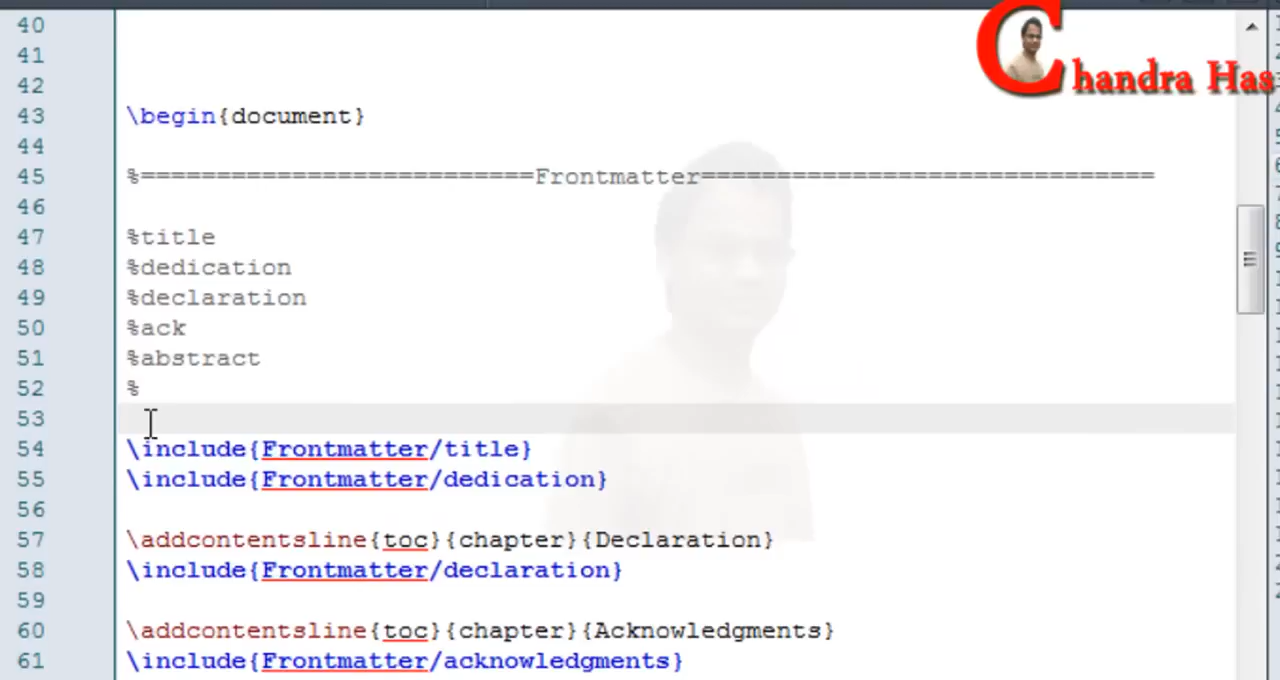 Chandra Has
40
41
42
43 \begin{document}
44
45 %==========================Frontmatter==============================
46
47 %title
48 %dedication
49 %declaration
50 %ack
51 %abstract
52 %
53
54 \include{Frontmatter/title}
55 \include{Frontmatter/dedication}
56
57 \addcontentsline{toc}{chapter}{Declaration}
58 \include{Frontmatter/declaration}
59
60 \addcontentsline{toc}{chapter}{Acknowledgments}
61 \include{Frontmatter/acknowledgments}